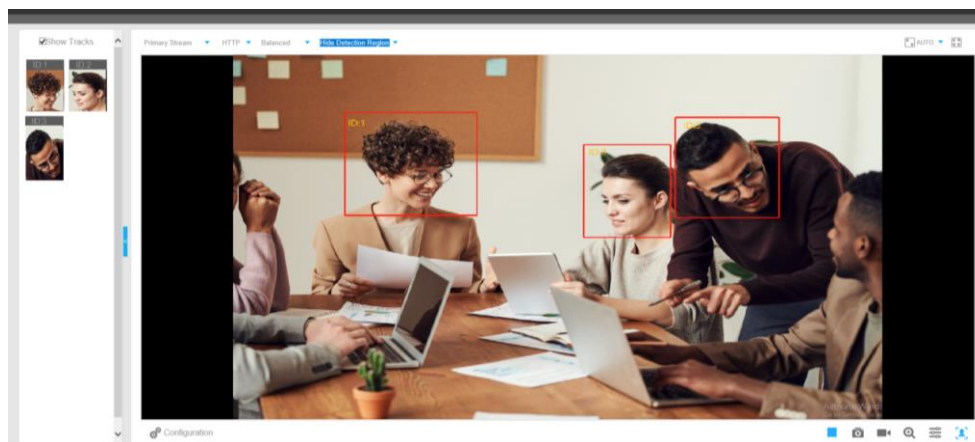 Show Tracks
Primary Stream HTTP Balanced Hide Detection Region
AUTO
ID:1 ID:2
ID:3
ID:1
Configuration